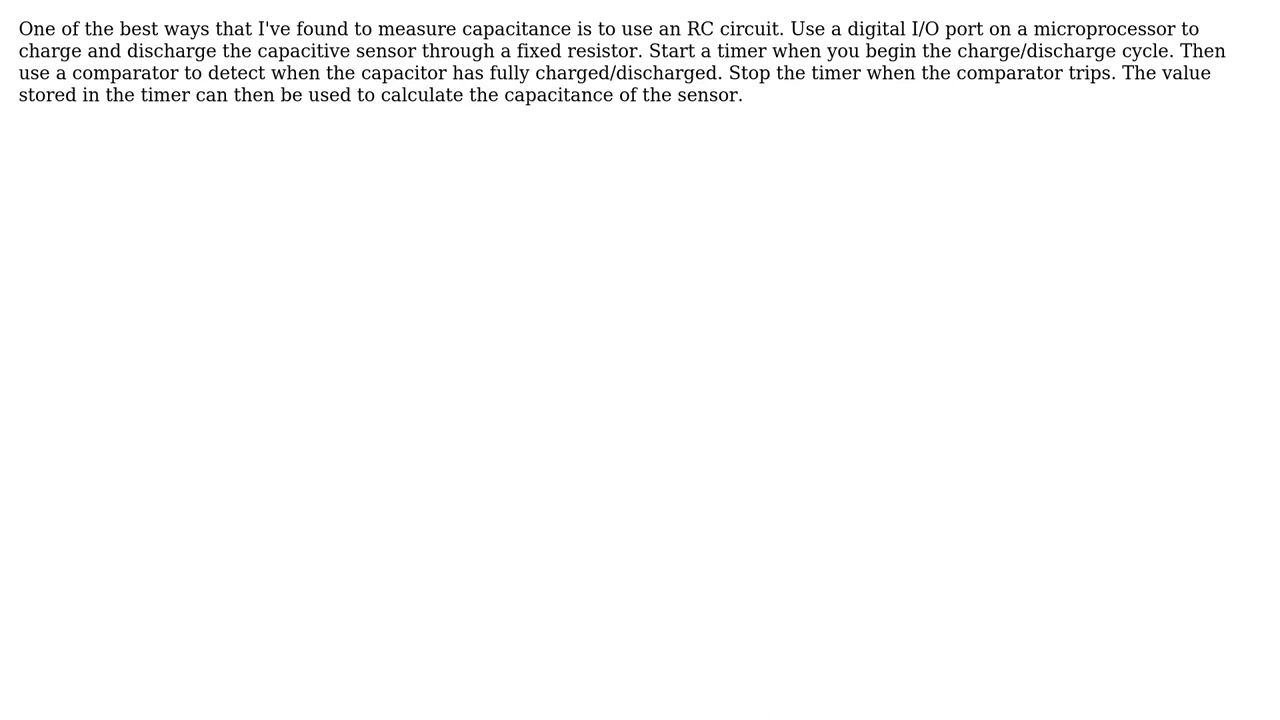 One of the best ways that I've found to measure capacitance is to use an RC circuit. Use a digital I/O port on a microprocessor to
charge and discharge the capacitive sensor through a fixed resistor. Start a timer when you begin the charge/discharge cycle. Then
use a comparator to detect when the capacitor has fully charged/discharged. Stop the timer when the comparator trips. The value
stored in the timer can then be used to calculate the capacitance of the sensor.